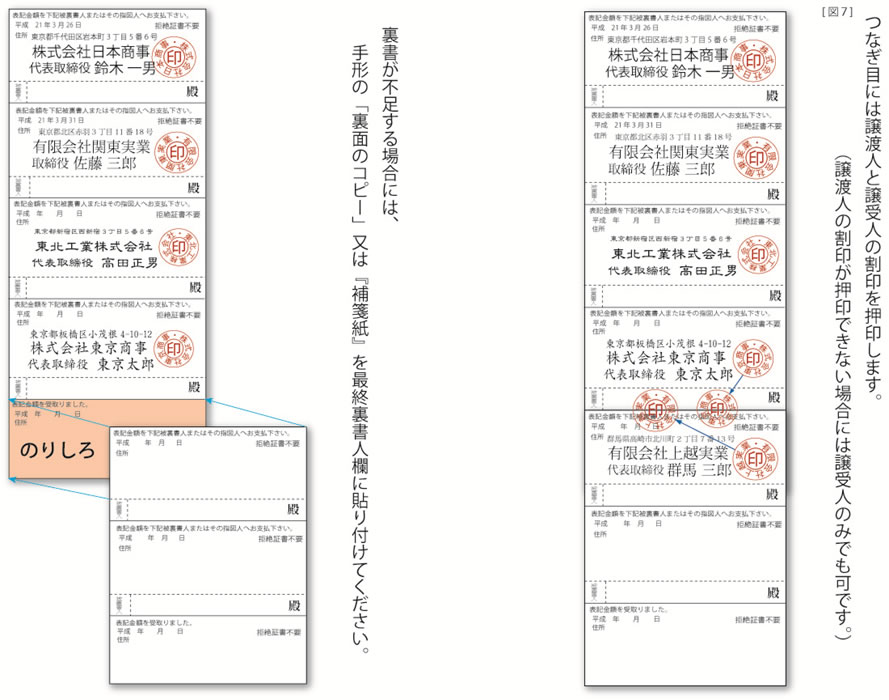 [図7]
つなぎ目には譲渡人と譲受人の割印を押印します。
(譲渡人の割印が押印できない場合には譲受人のみでも可です。)
表記金額を下記被裏書人またはその指図人へお支払下さい。
平成 21年3月26日 拒絶証書不要
住所 東京都千代田区岩本町3丁目5番6号
株式会社日本商事
代表取締役 鈴木 一男
印
殿
表記金額を下記被裏書人またはその指図人へお支払下さい。
平成 21年3月31日 拒絶証書不要
住所 東京都北区赤羽3丁目11番18号
有限会社関東実業
取締役 佐藤 三郎
印
殿
表記金額を下記被裏書人またはその指図人へお支払下さい。
平成 年 月 日 拒絶証書不要
住所
東京都新宿区西新宿3丁目5番6号
東北工業株式会社
代表取締役 高田正男
印
殿
表記金額を下記被裏書人またはその指図人へお支払下さい。
平成 年 月 日 拒絶証書不要
住所
東京都板橋区小茂根 4-10-12
株式会社東京商事
代表取締役 東京太郎
印
殿
印 印
表記金額を下記被裏書人またはその指図人へお支払下さい。
平成 年 月 日 拒絶証書不要
住所 群馬県高崎市北川町2丁目7番13号
有限会社上越実業
代表取締役 群馬 三郎
印
殿
表記金額を下記被裏書人またはその指図人へお支払下さい。
平成 年 月 日 拒絶証書不要
住所
殿
表記金額を受取りました。
平成 年 月 日 拒絶証書不要
住所
裏書が不足する場合には、
手形の「裏面のコピー」又は『補箋紙』を最終裏書人欄に貼り付けてください。
表記金額を下記被裏書人またはその指図人へお支払下さい。
平成 21年3月26日 拒絶証書不要
住所 東京都千代田区岩本町3丁目5番6号
株式会社日本商事
代表取締役 鈴木 一男
印
殿
表記金額を下記被裏書人またはその指図人へお支払下さい。
平成 21年3月31日 拒絶証書不要
住所 東京都北区赤羽3丁目11番18号
有限会社関東実業
取締役 佐藤 三郎
印
殿
表記金額を下記被裏書人またはその指図人へお支払下さい。
平成 年 月 日 拒絶証書不要
住所
東京都新宿区西新宿3丁目5番6号
東北工業株式会社
代表取締役 高田正男
印
殿
表記金額を下記被裏書人またはその指図人へお支払下さい。
平成 年 月 日 拒絶証書不要
住所
東京都板橋区小茂根 4-10-12
株式会社東京商事
代表取締役 東京太郎
印
殿
表記金額を受取りました。
平成 年 月 日
住所
のりしろ
表記金額を下記被裏書人またはその指図人へお支払下さい。
平成 年 月 日 拒絶証書不要
住所
殿
表記金額を下記被裏書人またはその指図人へお支払下さい。
平成 年 月 日 拒絶証書不要
住所
殿
表記金額を受取りました。
平成 年 月 日 拒絶証書不要
住所